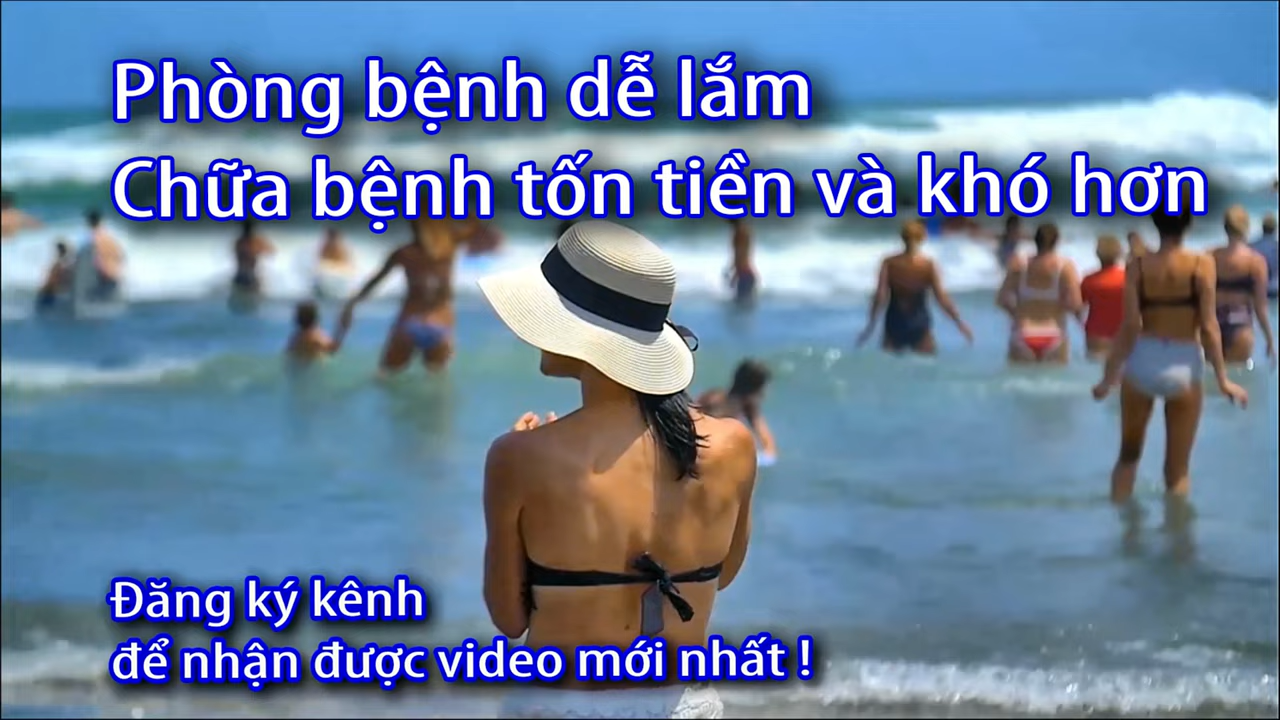 Phòng bệnh dễ lắm
Chữa bệnh tốn tiền và khó hơn
Đăng ký kênh
để nhận được video mới nhất !